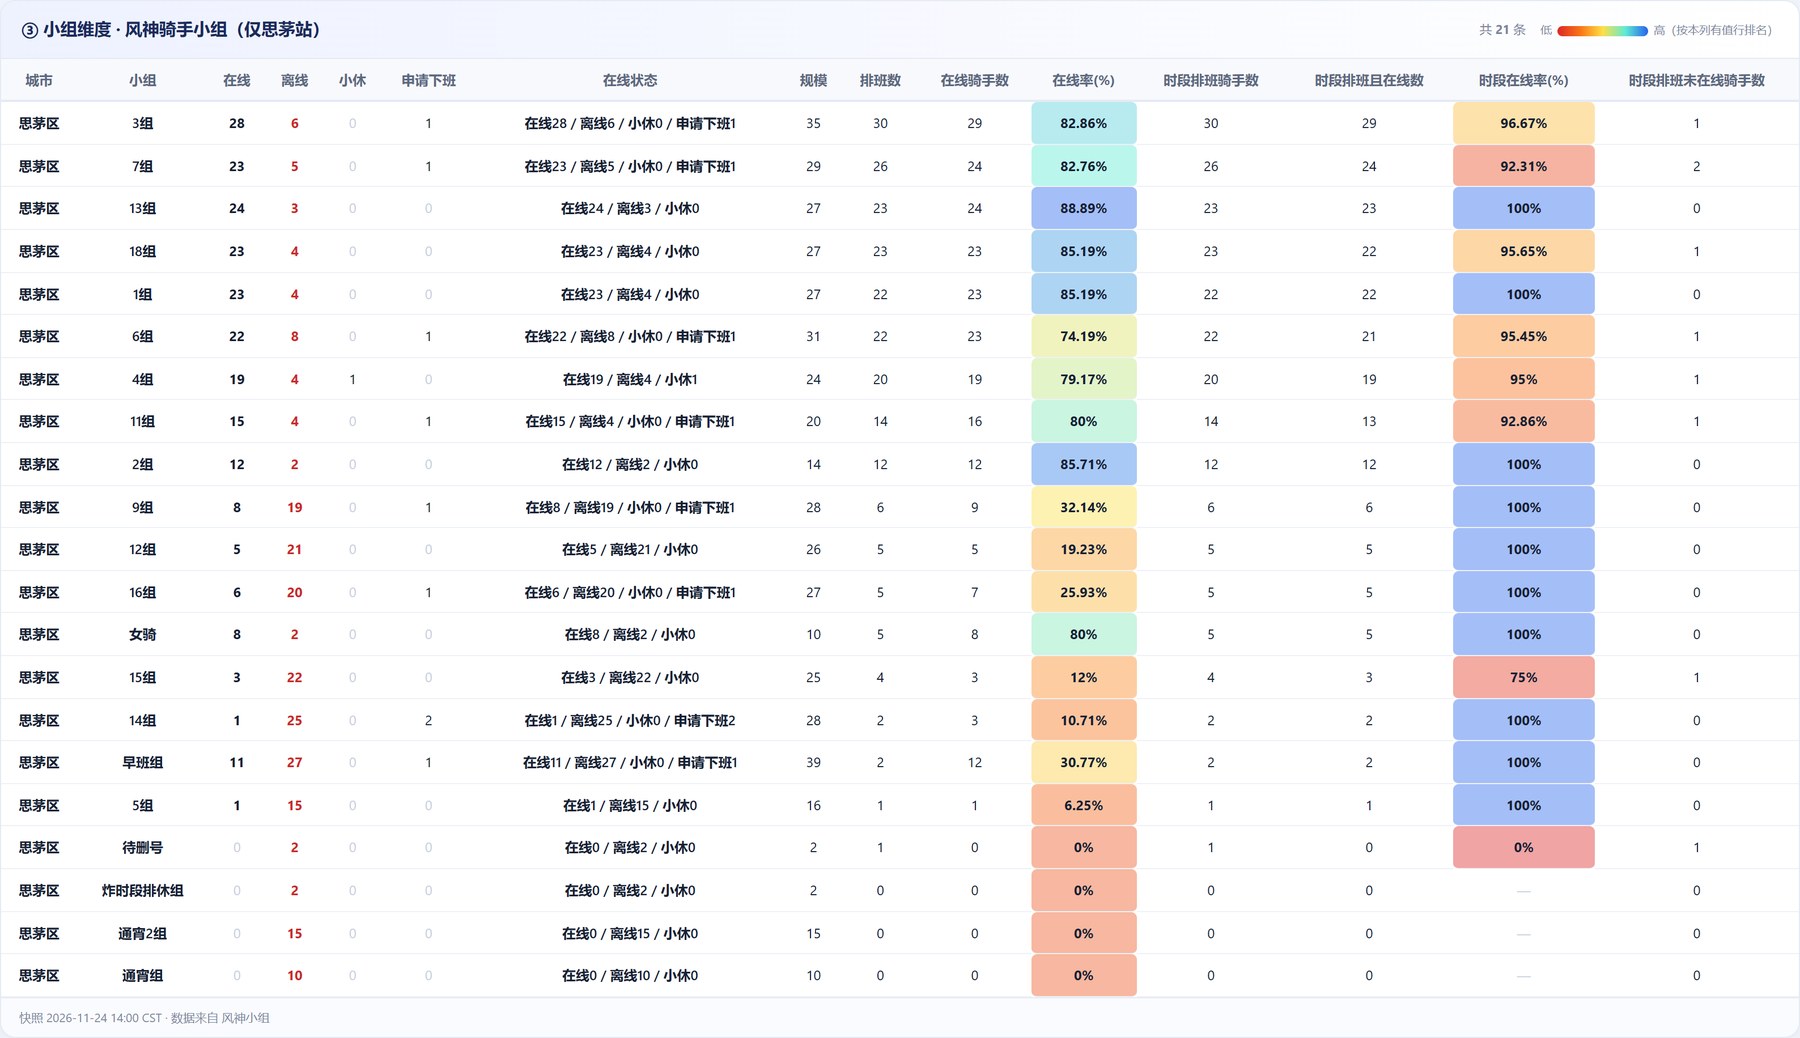 ③ 小组维度 · 风神骑手小组（仅思茅站）
共 21 条 低 高 (按本列有值行排名)
城市 小组 在线 离线 小休 申请下班 在线状态 规模 排班数 在线骑手数 在线率(%) 时段排班骑手数 时段排班且在线数 时段在线率(%) 时段排班未在线骑手数
思茅区 3组 28 6 0 1 在线28 / 离线6 / 小休0 / 申请下班1 35 30 29 82.86% 30 29 96.67% 1
思茅区 7组 23 5 0 1 在线23 / 离线5 / 小休0 / 申请下班1 29 26 24 82.76% 26 24 92.31% 2
思茅区 13组 24 3 0 0 在线24 / 离线3 / 小休0 27 23 24 88.89% 23 23 100% 0
思茅区 18组 23 4 0 0 在线23 / 离线4 / 小休0 27 23 23 85.19% 23 22 95.65% 1
思茅区 1组 23 4 0 0 在线23 / 离线4 / 小休0 27 22 23 85.19% 22 22 100% 0
思茅区 6组 22 8 0 1 在线22 / 离线8 / 小休0 / 申请下班1 31 22 23 74.19% 22 21 95.45% 1
思茅区 4组 19 4 1 0 在线19 / 离线4 / 小休1 24 20 19 79.17% 20 19 95% 1
思茅区 11组 15 4 0 1 在线15 / 离线4 / 小休0 / 申请下班1 20 14 16 80% 14 13 92.86% 1
思茅区 2组 12 2 0 0 在线12 / 离线2 / 小休0 14 12 12 85.71% 12 12 100% 0
思茅区 9组 8 19 0 1 在线8 / 离线19 / 小休0 / 申请下班1 28 6 9 32.14% 6 6 100% 0
思茅区 12组 5 21 0 0 在线5 / 离线21 / 小休0 26 5 5 19.23% 5 5 100% 0
思茅区 16组 6 20 0 1 在线6 / 离线20 / 小休0 / 申请下班1 27 5 7 25.93% 5 5 100% 0
思茅区 女骑 8 2 0 0 在线8 / 离线2 / 小休0 10 5 8 80% 5 5 100% 0
思茅区 15组 3 22 0 0 在线3 / 离线22 / 小休0 25 4 3 12% 4 3 75% 1
思茅区 14组 1 25 0 2 在线1 / 离线25 / 小休0 / 申请下班2 28 2 3 10.71% 2 2 100% 0
思茅区 早班组 11 27 0 1 在线11 / 离线27 / 小休0 / 申请下班1 39 2 12 30.77% 2 2 100% 0
思茅区 5组 1 15 0 0 在线1 / 离线15 / 小休0 16 1 1 6.25% 1 1 100% 0
思茅区 待删号 0 2 0 0 在线0 / 离线2 / 小休0 2 1 0 0% 1 0 0% 1
思茅区 炸时段排休组 0 2 0 0 在线0 / 离线2 / 小休0 2 0 0 0% 0 0 — 0
思茅区 通宵2组 0 15 0 0 在线0 / 离线15 / 小休0 15 0 0 0% 0 0 — 0
思茅区 通宵组 0 10 0 0 在线0 / 离线10 / 小休0 10 0 0 0% 0 0 — 0
快照 2026-11-24 14:00 CST · 数据来自 风神小组